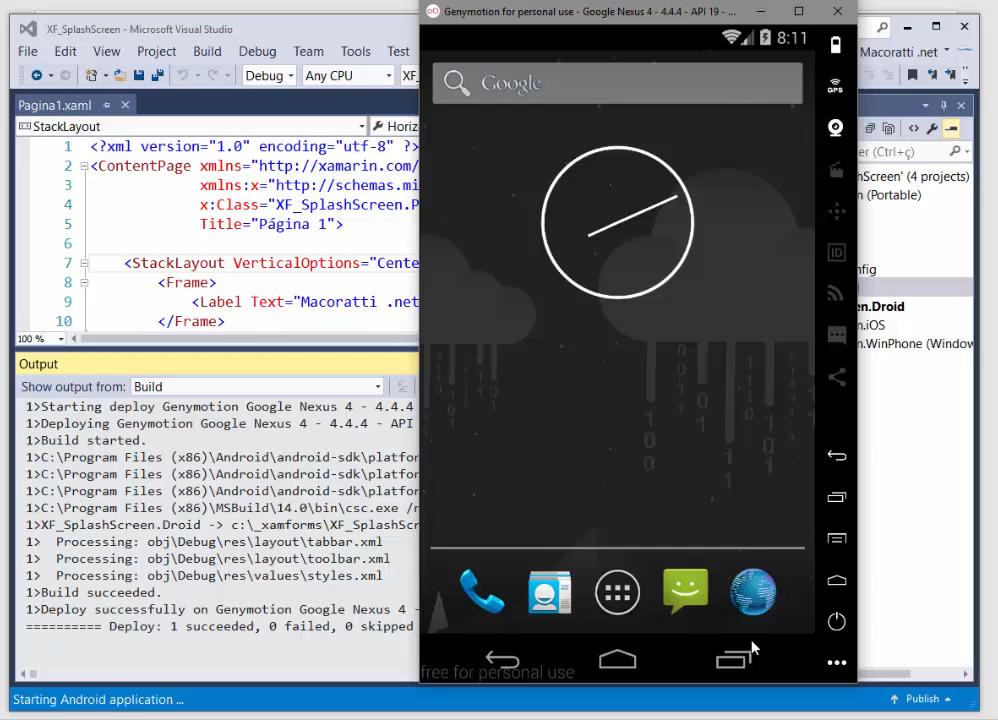 XF_SplashScreen - Microsoft Visual Studio
Genymotion for personal use - Google Nexus 4 - 4.4.4 - API 19 - ...
File Edit View Project Build Debug Team Tools Test
Macoratti .net
Debug
Any CPU
XF_
Pagina1.xaml
StackLayout
Horiz
1 <?xml version="1.0" encoding="utf-8" ?>
2 <ContentPage xmlns="http://xamarin.com/
3 xmlns:x="http://schemas.mi
4 x:Class="XF_SplashScreen.P
5 Title="Página 1">
6
7 <StackLayout VerticalOptions="Cente
8 <Frame>
9 <Label Text="Macoratti .net
10 </Frame>
100 %
Output
Show output from: Build
1>Starting deploy Genymotion Google Nexus 4 - 4.4.4
1>Deploying Genymotion Google Nexus 4 - 4.4.4 - API
1>Build started.
1>C:\Program Files (x86)\Android\android-sdk\platfor
1>C:\Program Files (x86)\Android\android-sdk\platfor
1>C:\Program Files (x86)\Android\android-sdk\platfor
1>C:\Program Files (x86)\MSBuild\14.0\bin\csc.exe /n
1>XF_SplashScreen.Droid -> c:\_xamforms\XF_SplashScr
1> Processing: obj\Debug\res\layout\tabbar.xml
1> Processing: obj\Debug\res\layout\toolbar.xml
1> Processing: obj\Debug\res\values\styles.xml
1>Build succeeded.
1>Deploy successfully on Genymotion Google Nexus 4 -
========== Deploy: 1 succeeded, 0 failed, 0 skipped
Starting Android application ...
8:11
Google
GPS
ID
free for personal use
er (Ctrl+ç)
Screen' (4 projects)
n (Portable)
nfig
en.Droid
n.iOS
n.WinPhone (Window
Publish